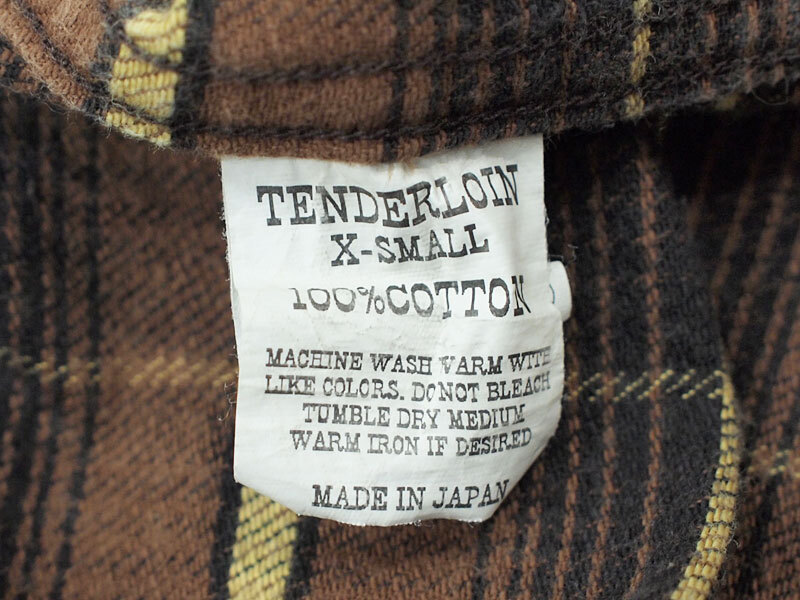 TENDERLOIN
X-SMALL
100%COTTON
MACHINE WASH WARM WITH
LIKE COLORS. DO NOT BLEACH
TUMBLE DRY MEDIUM
WARM IRON IF DESIRED
MADE IN JAPAN